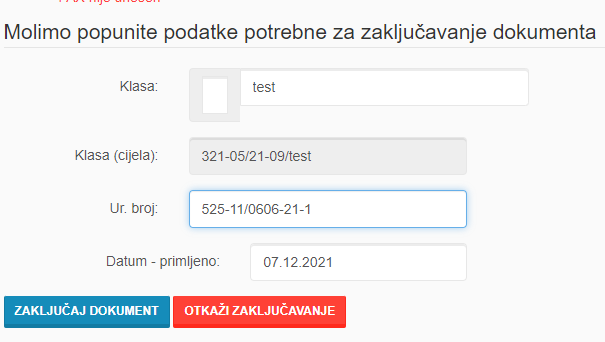 Molimo popunite podatke potrebne za zaključavanje dokumenta
Klasa: test
Klasa (cijela): 321-05/21-09/test
Ur. broj: 525-11/0606-21-1
Datum - primljeno: 07.12.2021
ZAKLJUČAJ DOKUMENT OTKAŽI ZAKLJUČAVANJE